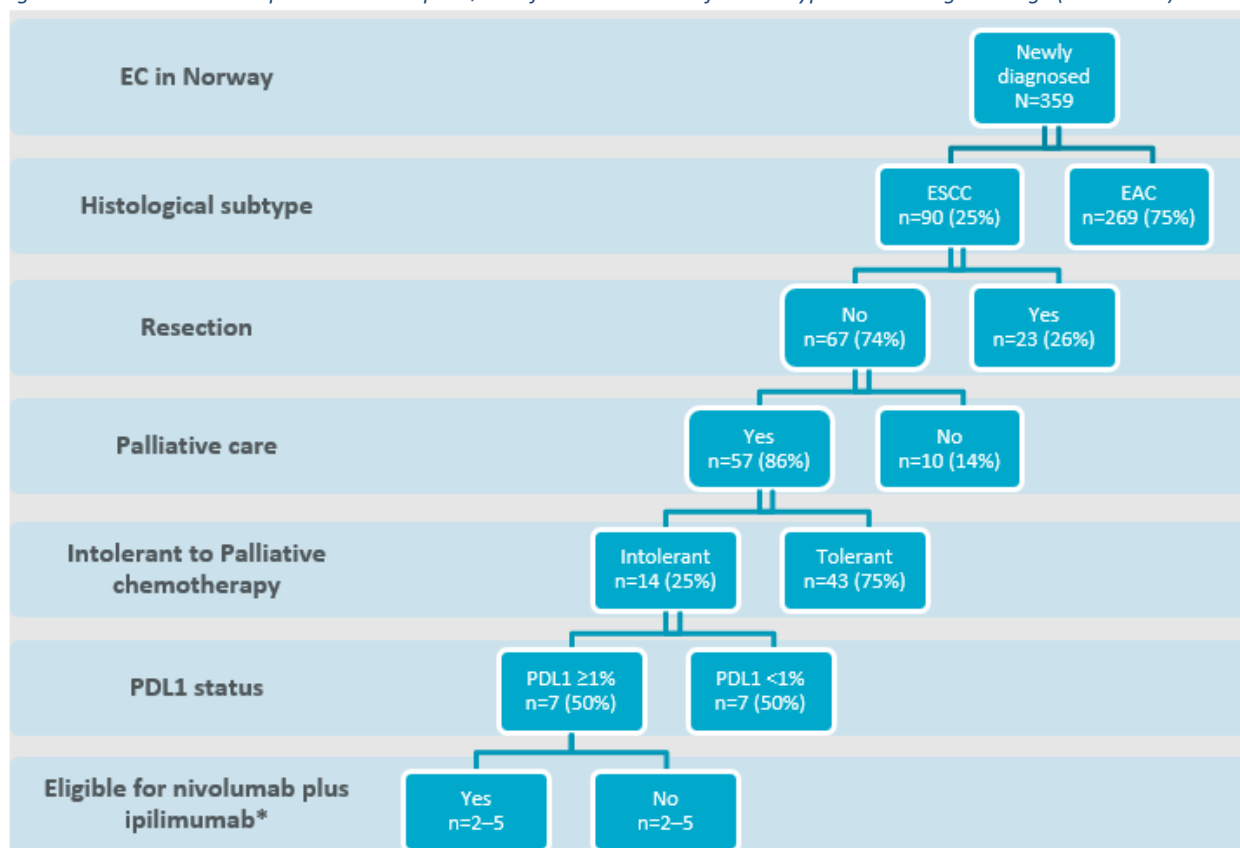 EC in Norway
Newly
diagnosed
N=359
Histological subtype
ESCC
n=90 (25%)
EAC
n=269 (75%)
Resection
No
n=67 (74%)
Yes
n=23 (26%)
Palliative care
Yes
n=57 (86%)
No
n=10 (14%)
Intolerant to Palliative
chemotherapy
Intolerant
n=14 (25%)
Tolerant
n=43 (75%)
PDL1 status
PDL1 ≥1%
n=7 (50%)
PDL1 <1%
n=7 (50%)
Eligible for nivolumab plus
ipilimumab*
Yes
n=2–5
No
n=2–5